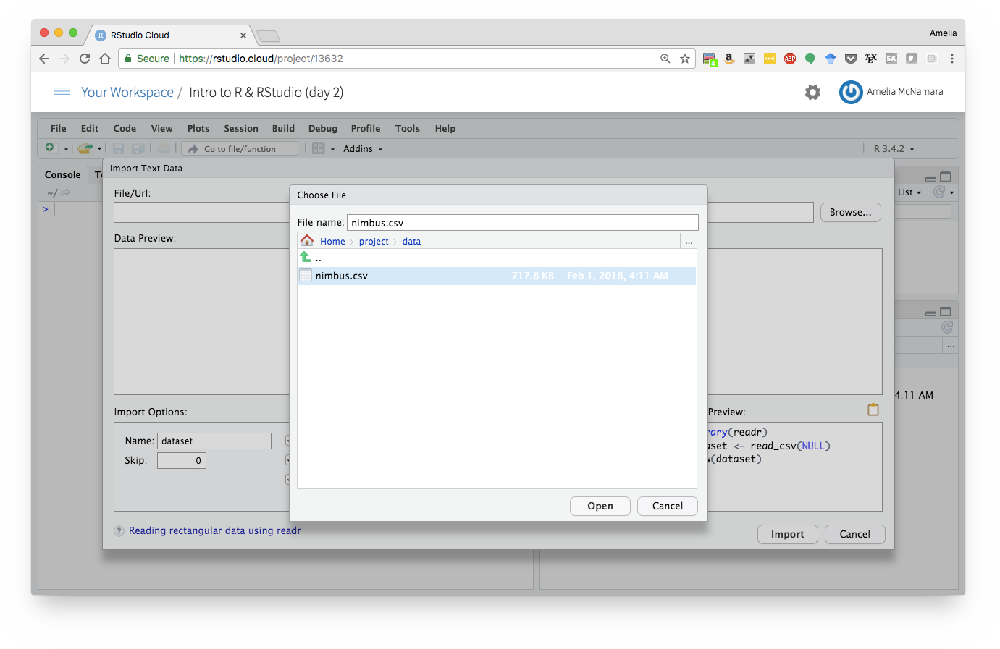 RStudio Cloud
Amelia
Secure https://rstudio.cloud/project/13632
Your Workspace / Intro to R & RStudio (day 2)
Amelia McNamara
File Edit Code View Plots Session Build Debug Profile Tools Help
Go to file/function
Addins
R 3.4.2
Console
Import Text Data
~/
List
File/Url:
Browse...
Choose File
File name: nimbus.csv
Home project data ...
..
nimbus.csv 717.8 KB Feb 1, 2018, 4:11 AM
>
Data Preview:
...
4:11 AM
Import Options:
Preview:
Name: dataset
Skip: 0
rary(readr)
aset <- read_csv(NULL)
w(dataset)
Open Cancel
? Reading rectangular data using readr
Import Cancel